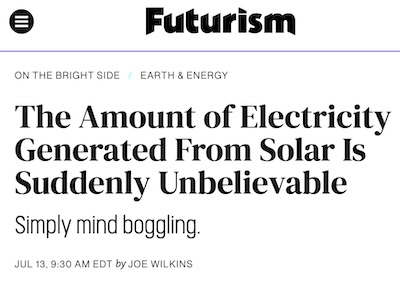 Futurism
ON THE BRIGHT SIDE / EARTH & ENERGY
The Amount of Electricity
Generated From Solar Is
Suddenly Unbelievable
Simply mind boggling.
JUL 13, 9:30 AM EDT by JOE WILKINS